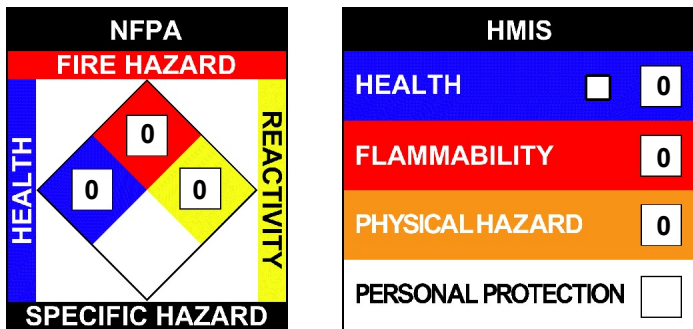 NFPA
FIRE HAZARD
HEALTH
0
0
0
REACTIVITY
SPECIFIC HAZARD
HMIS
HEALTH 0
FLAMMABILITY 0
PHYSICAL HAZARD 0
PERSONAL PROTECTION